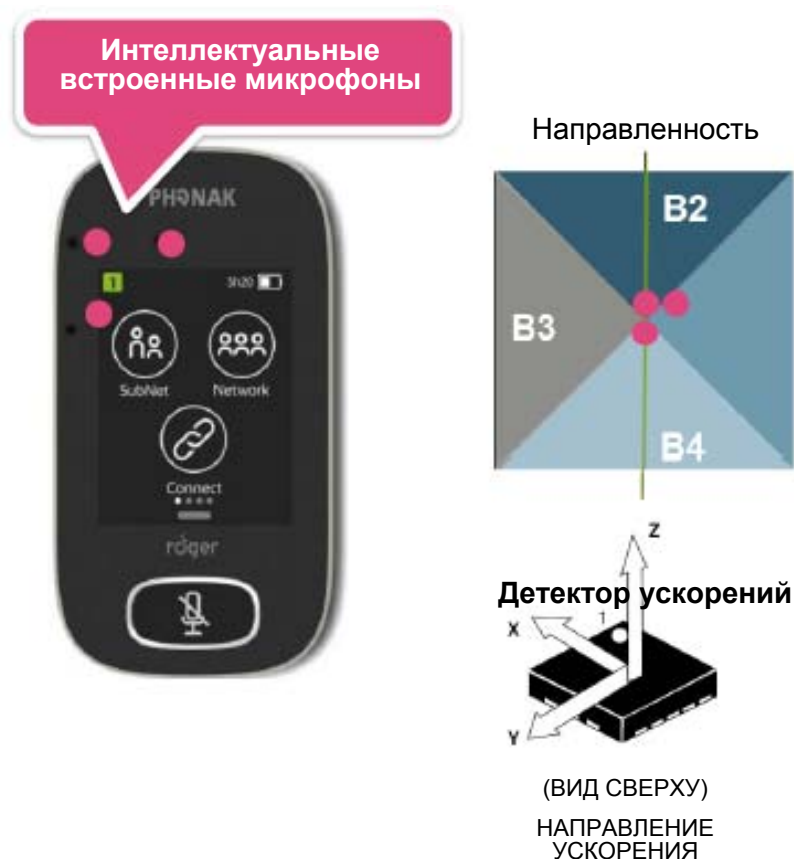 Интеллектуальные
встроенные микрофоны
PHONAK
1
3h20
SubNet
Network
Connect
roger
Направленность
B2
B3
B4
Z
Детектор ускорений
1
X
Y
(ВИД СВЕРХУ)
НАПРАВЛЕНИЕ
УСКОРЕНИЯ